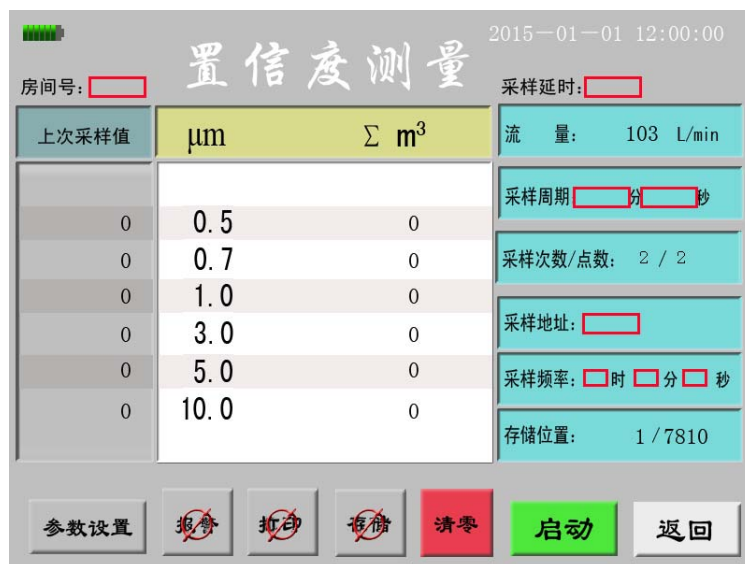 2015-01-01 12:00:00
置信度测量
房间号:
采样延时:
上次采样值
μm Σ m³
流 量: 103 L/min
采样周期 分 秒
0 0.5 0
0 0.7 0
采样次数/点数: 2 / 2
0 1.0 0
0 3.0 0
采样地址:
0 5.0 0
采样频率: 时 分 秒
0 10.0 0
存储位置: 1/7810
参数设置 报警 打印 存储 清零 启动 返回